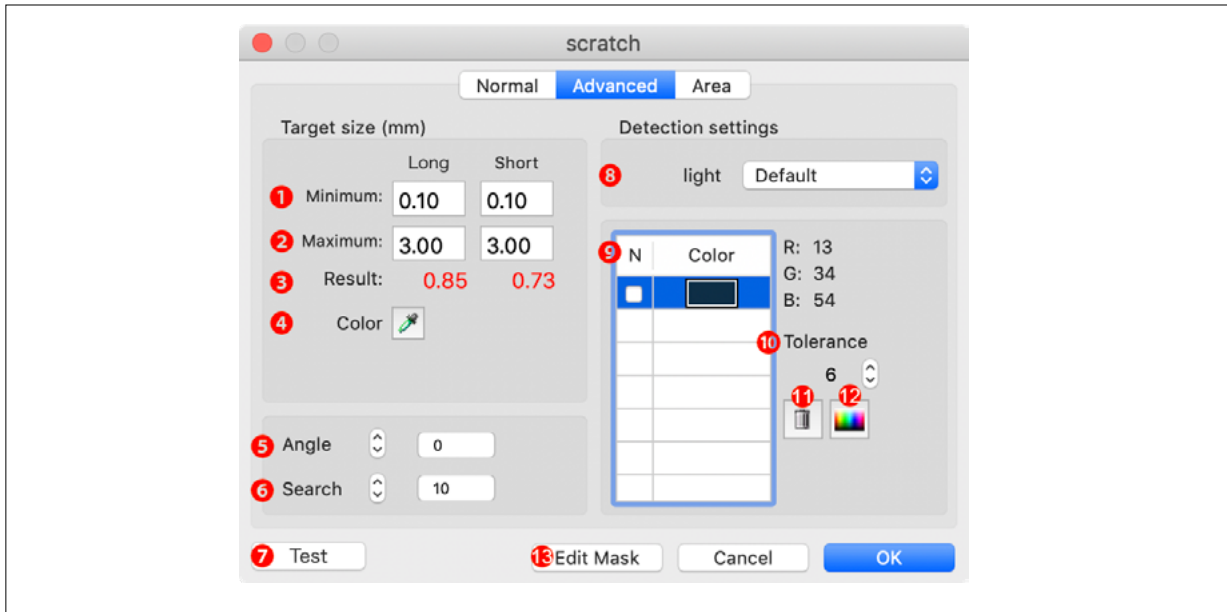 scratch
Normal Advanced Area
Target size (mm)
Long Short
1 Minimum: 0.10 0.10
2 Maximum: 3.00 3.00
3 Result: 0.85 0.73
4 Color
5 Angle 0
6 Search 10
Detection settings
8 light Default
9 N Color
R: 13
G: 34
B: 54
10 Tolerance
6
11 12
7 Test 13 Edit Mask Cancel OK